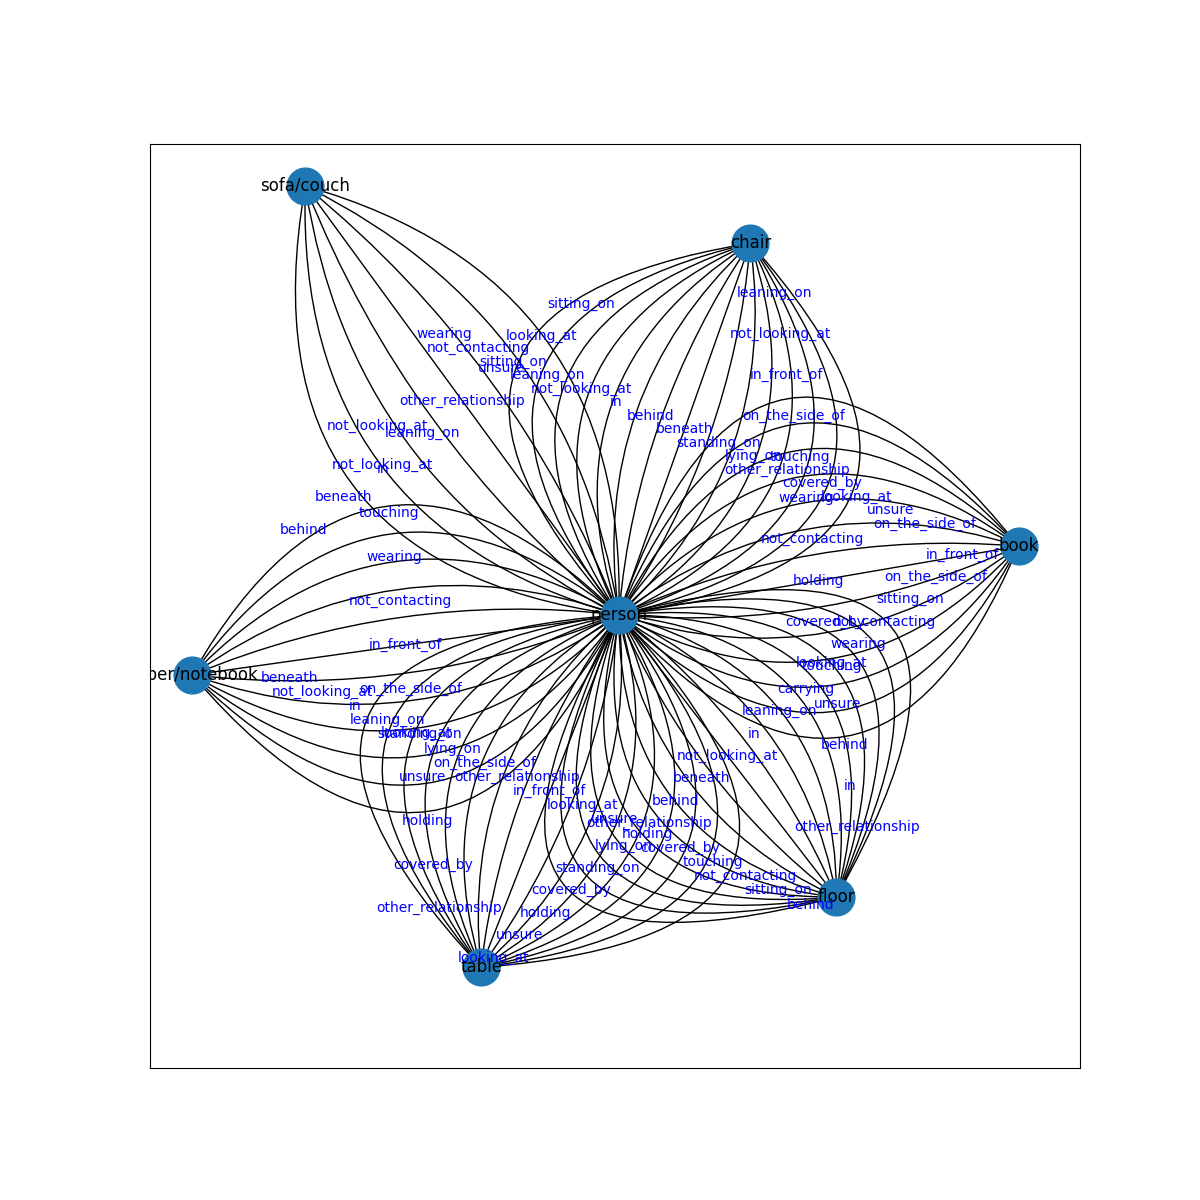 sofa/couch
chair
leaning_on
sitting_on
wearing
looking_at
not_looking_at
not_contacting
sitting_on
unsure
leaning_on
in_front_of
not_looking_at
other_relationship
in
behind
on_the_side_of
not_looking_at
leaning_on
beneath
standing_on
lying_on
touching
not_looking_at
in
other_relationship
covered_by
beneath
wearing
looking_at
touching
unsure
behind
on_the_side_of
not_contacting
book
wearing
in_front_of
holding
on_the_side_of
not_contacting
sitting_on
person
covered_by
not_contacting
in_front_of
wearing
looking_at
touching
per/notebook
beneath
not_looking_at
on_the_side_of
carrying
in
unsure
leaning_on
leaning_on
looking_at
standing_on
in
lying_on
behind
not_looking_at
on_the_side_of
unsure
other_relationship
beneath
in
in_front_of
behind
looking_at
holding
unsure
other_relationship
other_relationship
holding
lying_on
covered_by
covered_by
standing_on
touching
not_contacting
covered_by
sitting_on
floor
behind
other_relationship
holding
unsure
looking_at
table